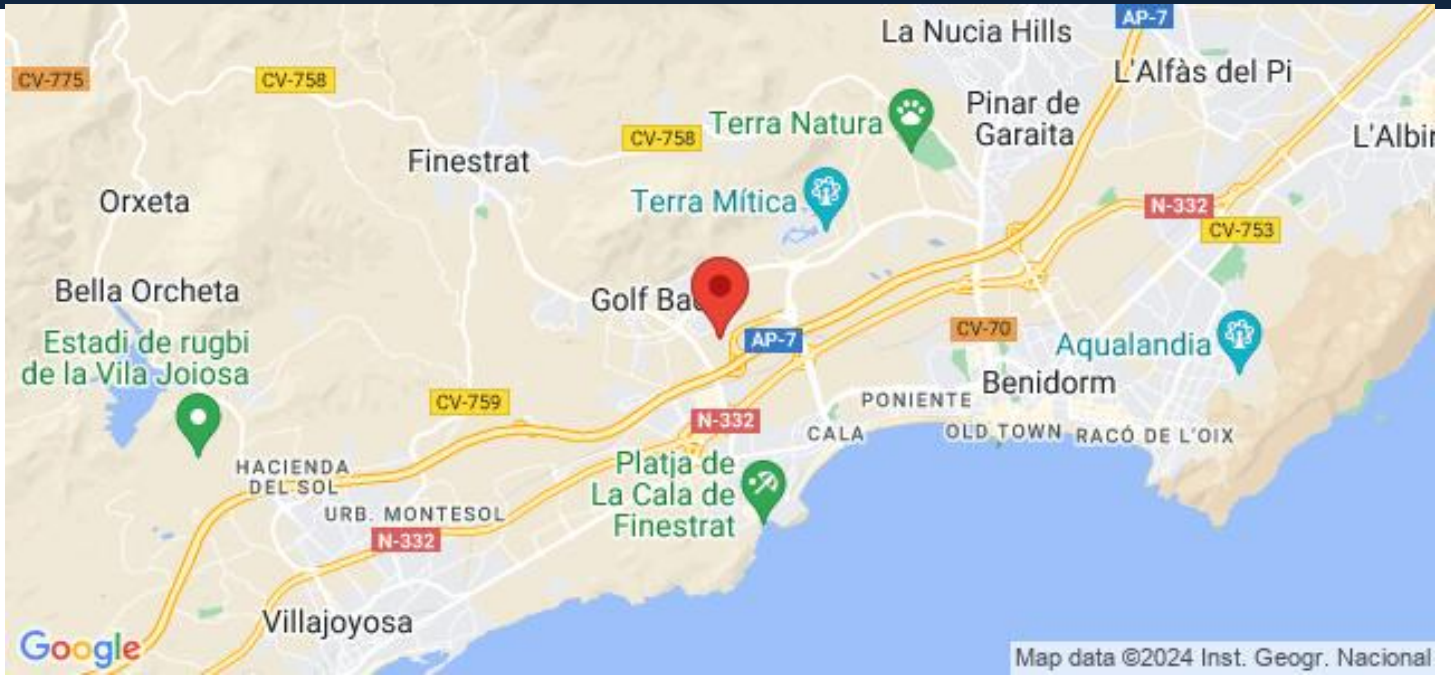 AP-7
La Nucia Hills
L'Alfàs del Pi
CV-775
CV-758
Pinar de
Garaita
Terra Natura
CV-758
L'Albir
Finestrat
Orxeta
Terra Mítica
N-332
CV-753
Bella Orcheta
Golf Ba
Estadi de rugbi
de la Vila Joiosa
AP-7
CV-70
Aqualandia
Benidorm
CV-759
PONIENTE
N-332
CALA
OLD TOWN
RACÓ DE L'OIX
HACIENDA
DEL SOL
Platja de
La Cala de
Finestrat
URB. MONTESOL
N-332
Villajoyosa
Google
Map data ©2024 Inst. Geogr. Nacional